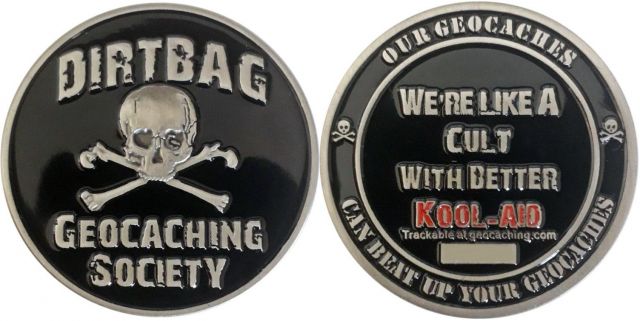 DIRTBAG
GEOCACHING
SOCIETY
OUR GEOCACHES
WE'RE LIKE A
CULT
WITH BETTER
KOOL-AID
Trackable at geocaching.com
CAN BEAT UP YOUR GEOCACHES